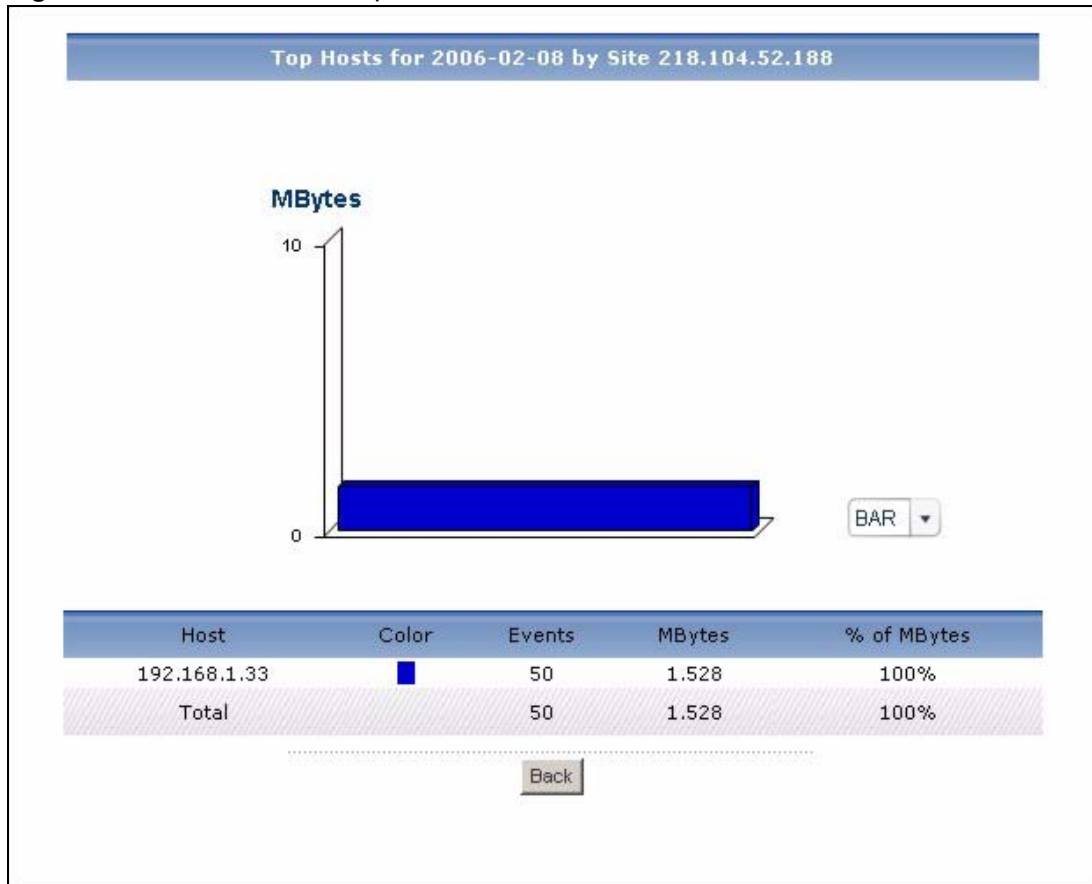 Top Hosts for 2006-02-08 by Site 218.104.52.188
MBytes
10
0
BAR
Host Color Events MBytes % of MBytes
192.168.1.33 50 1.528 100%
Total 50 1.528 100%
Back